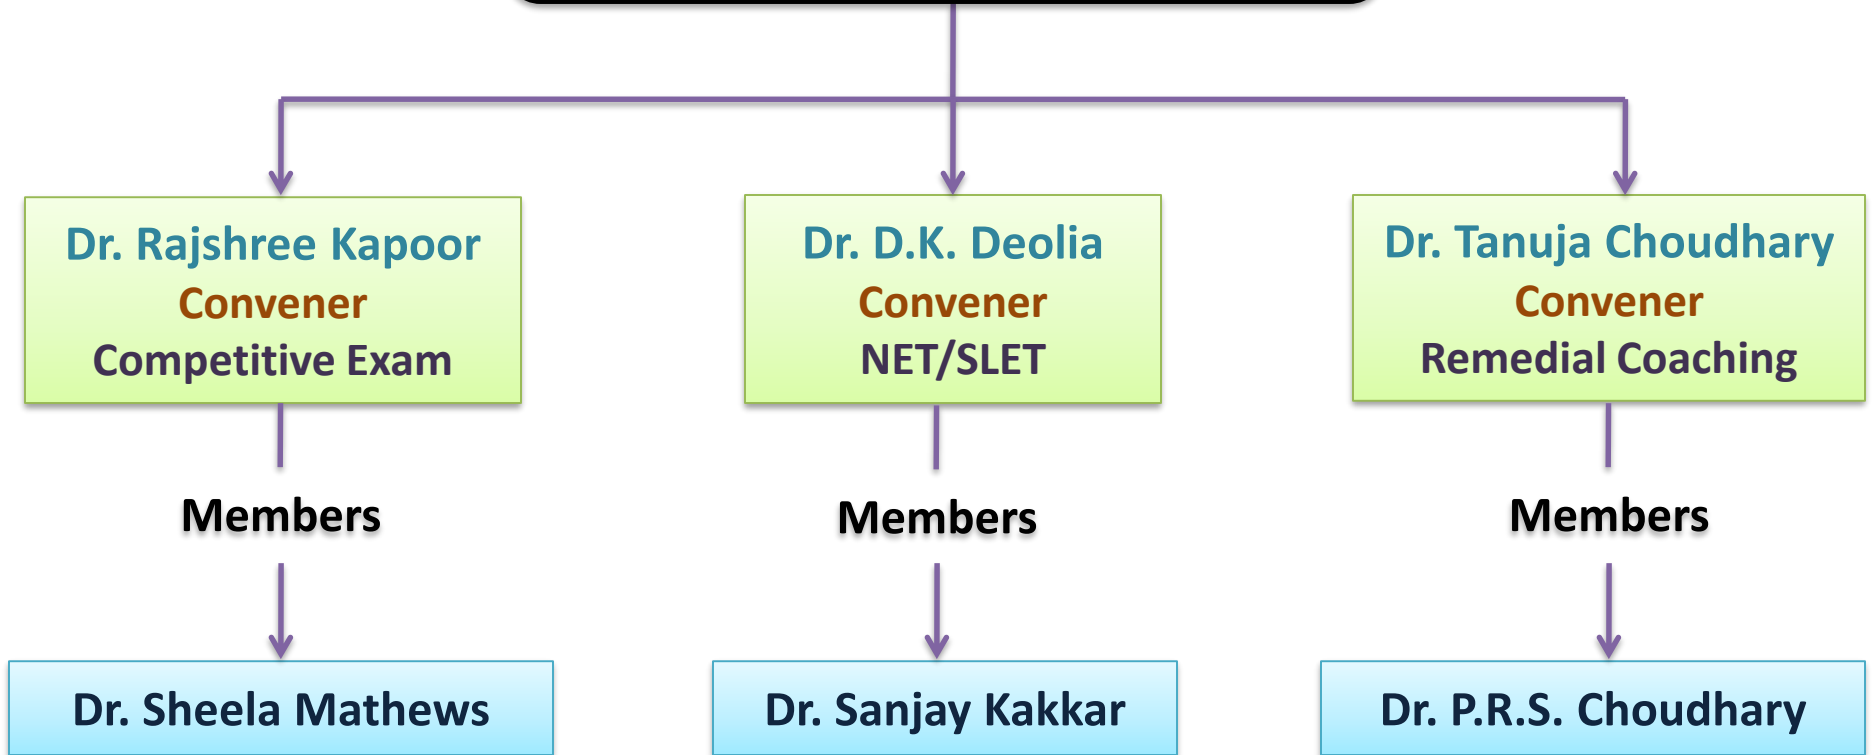 Dr. Rajshree Kapoor
Convener
Competitive Exam
Dr. D.K. Deolia
Convener
NET/SLET
Dr. Tanuja Choudhary
Convener
Remedial Coaching
Members
Members
Members
Dr. Sheela Mathews
Dr. Sanjay Kakkar
Dr. P.R.S. Choudhary